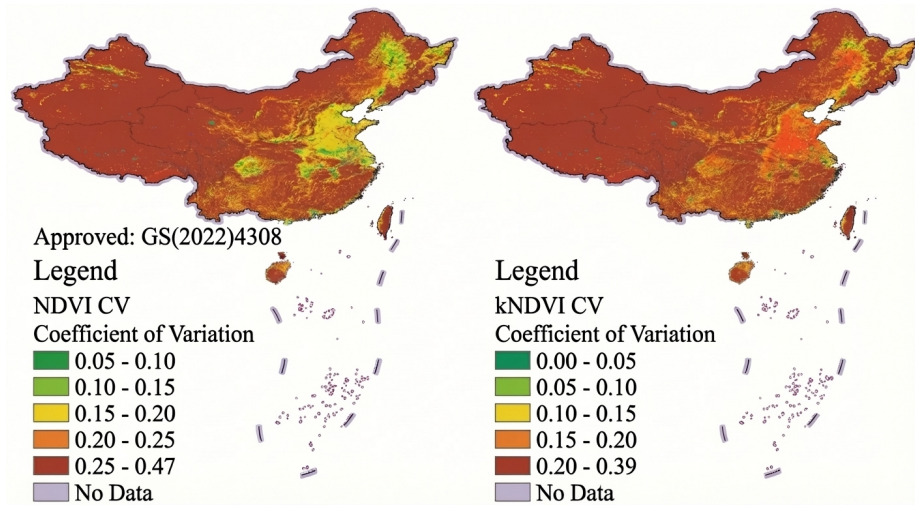 Approved: GS(2022)4308
Legend
NDVI CV
Coefficient of Variation
0.05 - 0.10
0.10 - 0.15
0.15 - 0.20
0.20 - 0.25
0.25 - 0.47
No Data
Legend
kNDVI CV
Coefficient of Variation
0.00 - 0.05
0.05 - 0.10
0.10 - 0.15
0.15 - 0.20
0.20 - 0.39
No Data